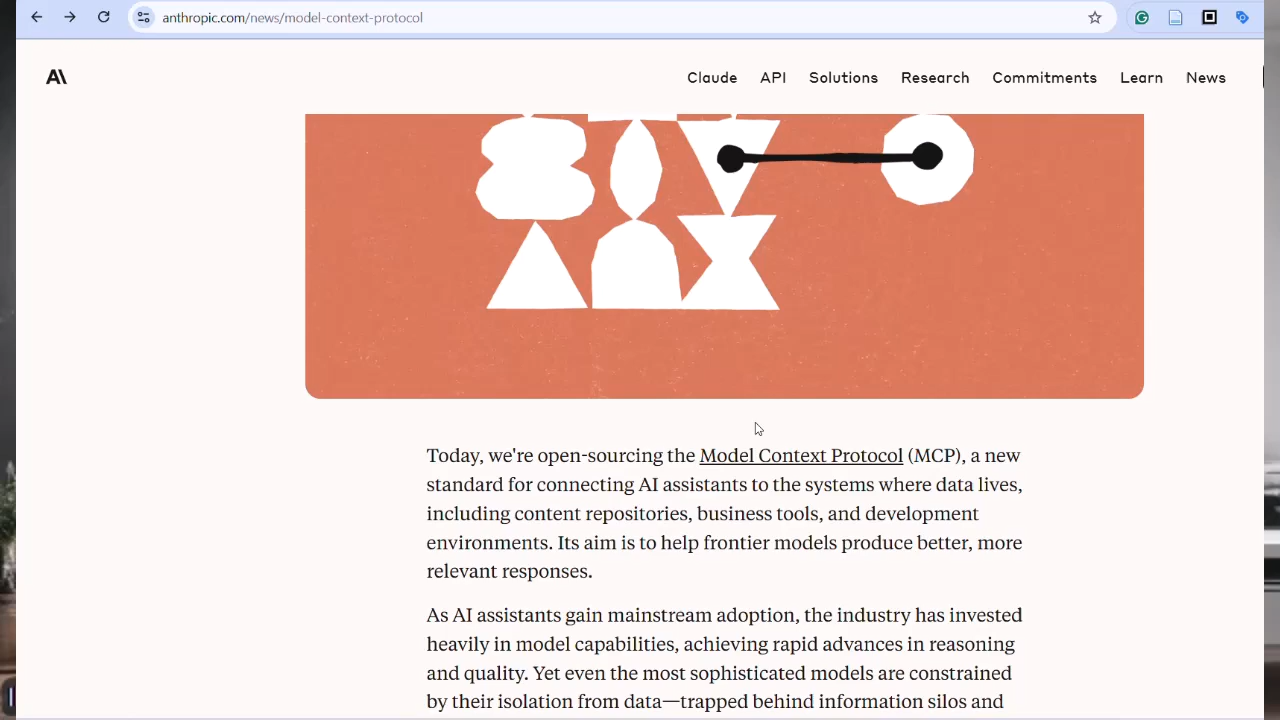 anthropic.com/news/model-context-protocol
A\
Claude API Solutions Research Commitments Learn News
Today, we're open-sourcing the Model Context Protocol (MCP), a new
standard for connecting AI assistants to the systems where data lives,
including content repositories, business tools, and development
environments. Its aim is to help frontier models produce better, more
relevant responses.
As AI assistants gain mainstream adoption, the industry has invested
heavily in model capabilities, achieving rapid advances in reasoning
and quality. Yet even the most sophisticated models are constrained
by their isolation from data—trapped behind information silos and